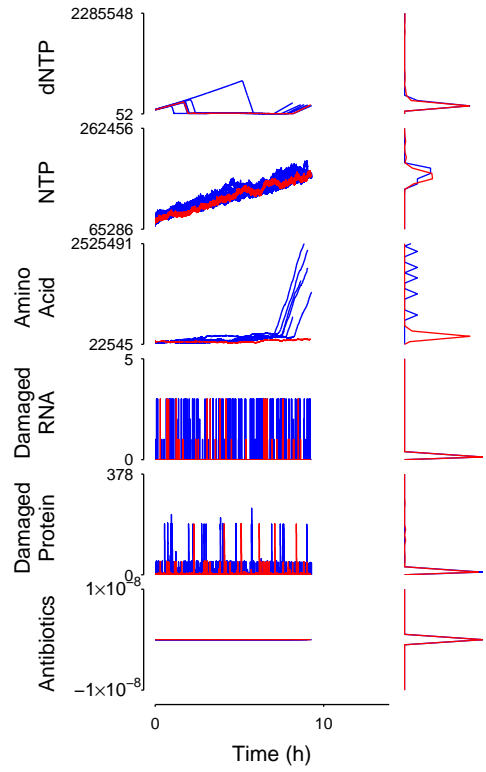 2285548
dNTP
52
262456
NTP
65286
2525491
Amino
Acid
22545
5
Damaged
RNA
0
378
Damaged
Protein
0
1×10⁻⁸
Antibiotics
−1×10⁻⁸
0 10
Time (h)